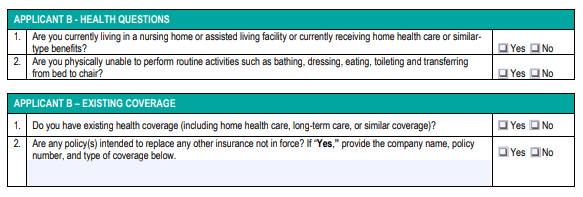 APPLICANT B - HEALTH QUESTIONS
1. Are you currently living in a nursing home or assisted living facility or currently receiving home health care or similar-
type benefits? Yes No
2. Are you physically unable to perform routine activities such as bathing, dressing, eating, toileting and transferring
from bed to chair? Yes No
APPLICANT B – EXISTING COVERAGE
1. Do you have existing health coverage (including home health care, long-term care, or similar coverage)? Yes No
2. Are any policy(s) intended to replace any other insurance not in force? If “Yes,” provide the company name, policy
number, and type of coverage below. Yes No